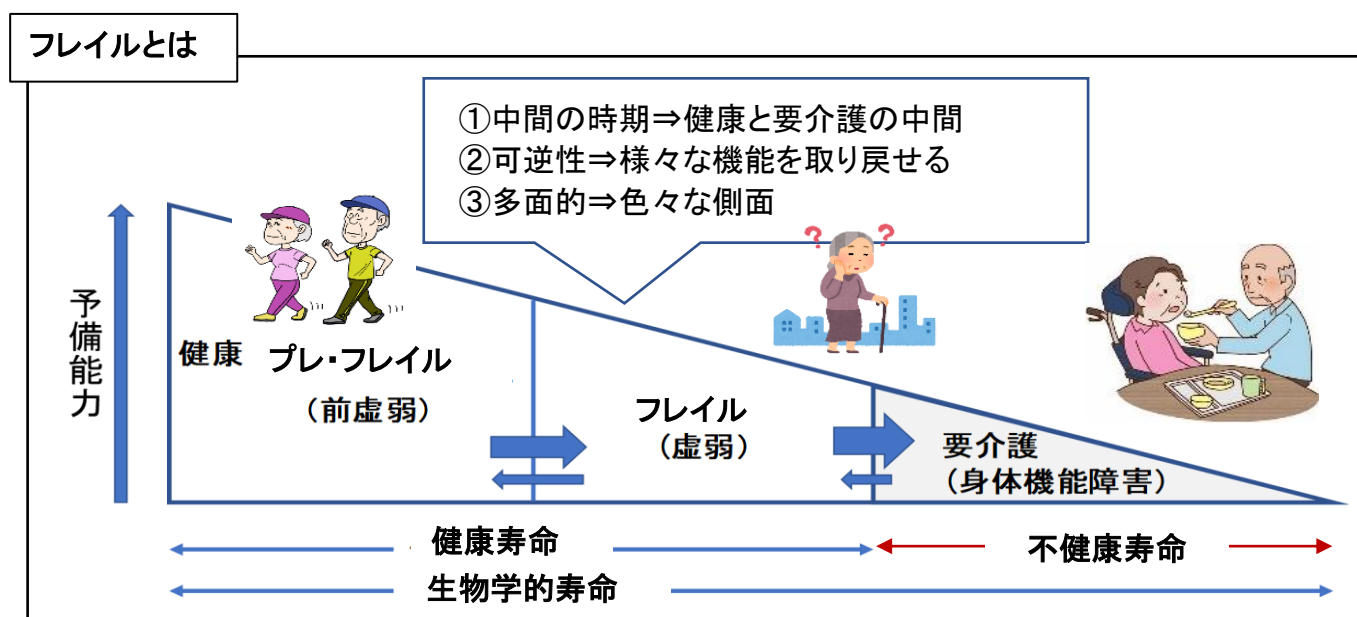 フレイルとは
①中間の時期⇒健康と要介護の中間
②可逆性⇒様々な機能を取り戻せる
③多面的⇒色々な側面
予備能力
健康
プレ・フレイル
（前虚弱）
フレイル
（虚弱）
要介護
（身体機能障害）
健康寿命
不健康寿命
生物学的寿命
？
？